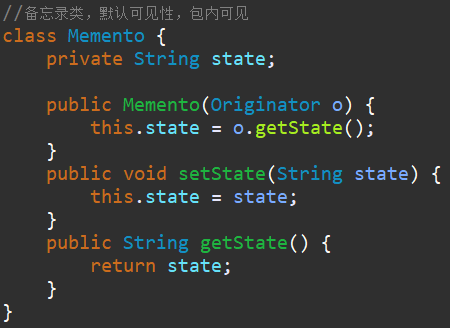 //备忘录类，默认可见性，包内可见
class Memento {
    private String state;

    public Memento(Originator o) {
        this.state = o.getState();
    }
    public void setState(String state) {
        this.state = state;
    }
    public String getState() {
        return state;
    }
}